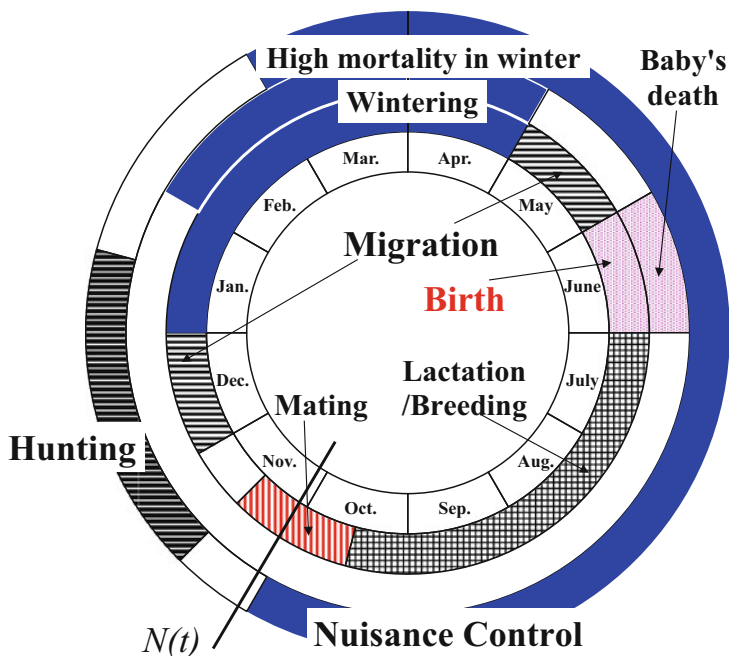 High mortality in winter
Baby's
death
Wintering
Mar.
Apr.
Feb.
May
Migration
Jan.
June
Birth
Dec.
July
Lactation
/Breeding
Mating
Hunting
Nov.
Aug.
Oct.
Sep.
N(t)
Nuisance Control